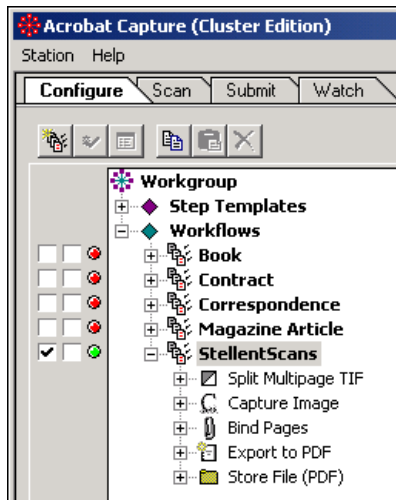 Acrobat Capture (Cluster Edition)
Station Help
Configure Scan Submit Watch
Workgroup
Step Templates
Workflows
Book
Contract
Correspondence
Magazine Article
StellentScans
Split Multipage TIF
Capture Image
Bind Pages
Export to PDF
Store File (PDF)